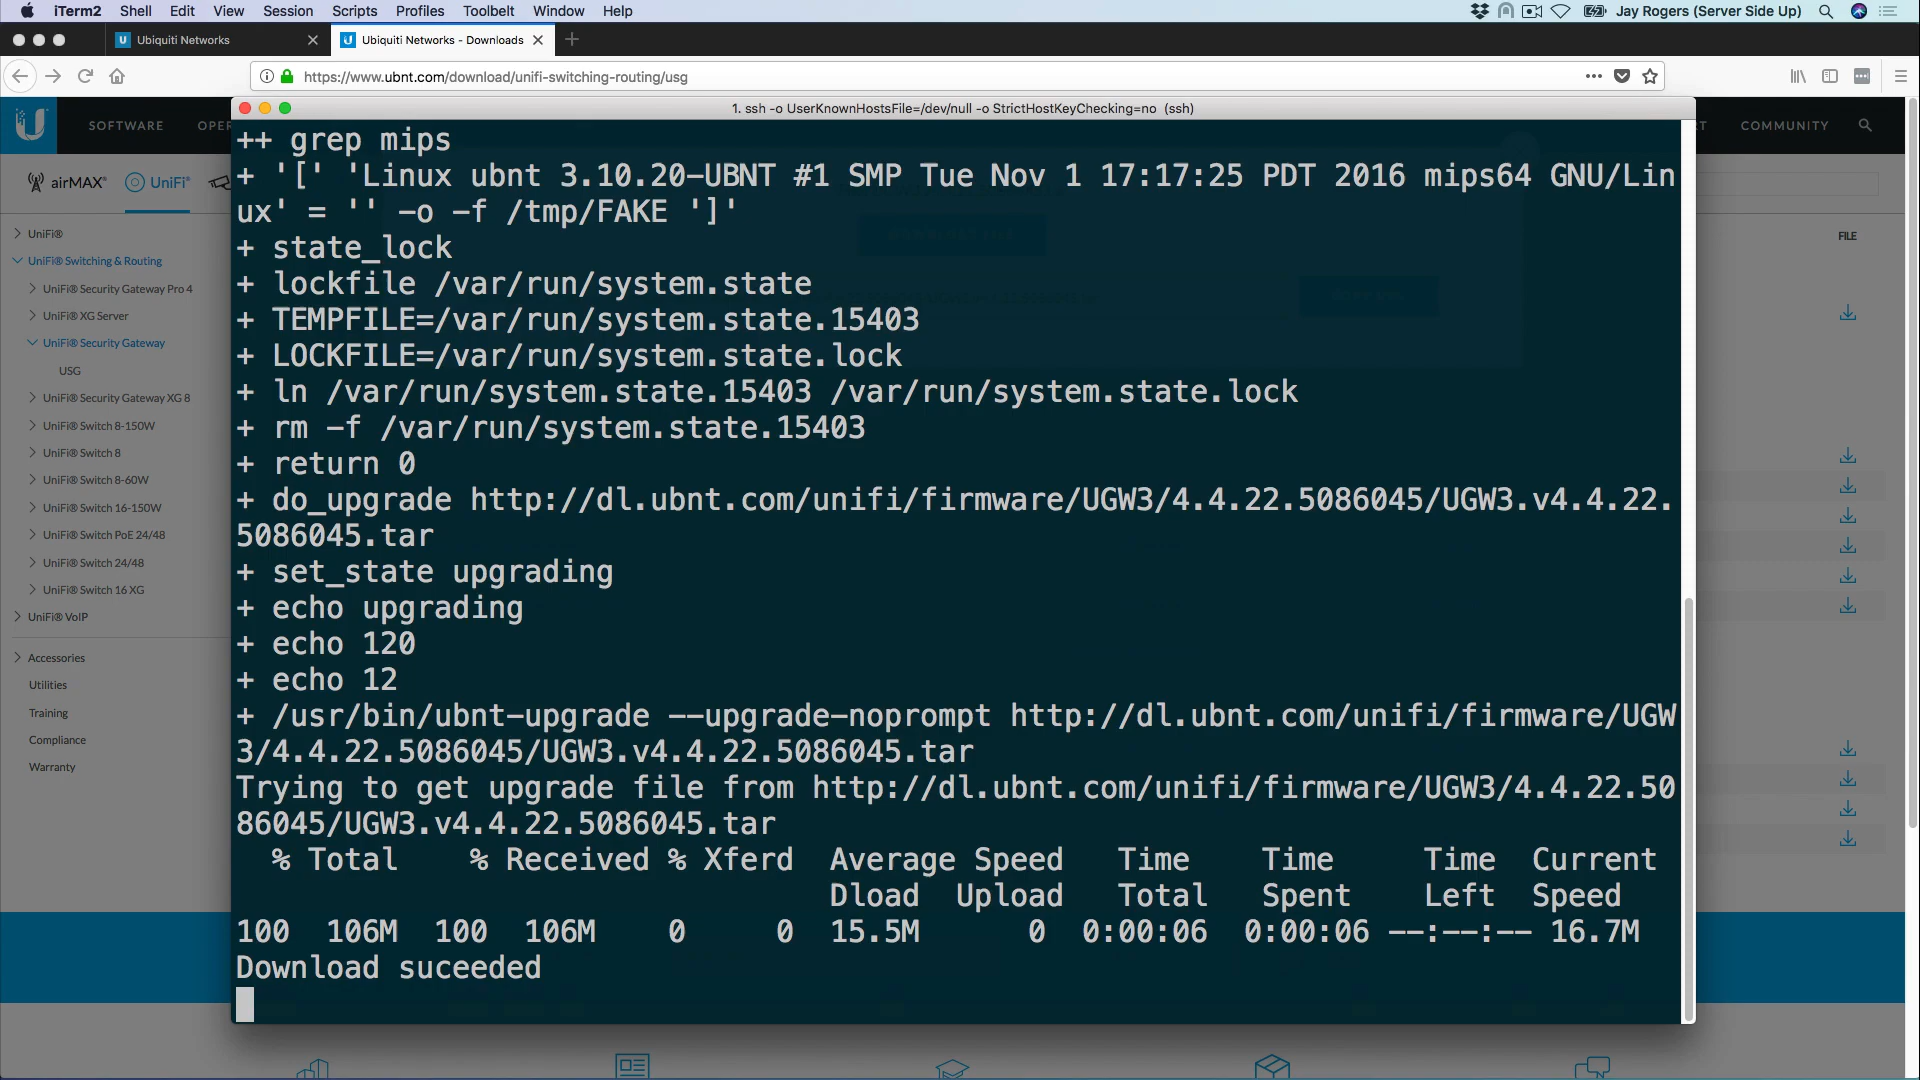 iTerm2 Shell Edit View Session Scripts Profiles Toolbelt Window Help Jay Rogers (Server Side Up)
Ubiquiti Networks Ubiquiti Networks - Downloads
https://www.ubnt.com/download/unifi-switching-routing/usg
1. ssh -o UserKnownHostsFile=/dev/null -o StrictHostKeyChecking=no (ssh)
SOFTWARE OPER
COMMUNITY
airMAX® UniFi®
FILE
UniFi®
UniFi® Switching & Routing
UniFi® Security Gateway Pro 4
UniFi® XG Server
UniFi® Security Gateway
USG
UniFi® Security Gateway XG 8
UniFi® Switch 8-150W
UniFi® Switch 8
UniFi® Switch 8-60W
UniFi® Switch 16-150W
UniFi® Switch PoE 24/48
UniFi® Switch 24/48
UniFi® Switch 16 XG
UniFi® VoIP
Accessories
Utilities
Training
Compliance
Warranty
++ grep mips
+ '[' 'Linux ubnt 3.10.20-UBNT #1 SMP Tue Nov 1 17:17:25 PDT 2016 mips64 GNU/Lin
ux' = '' -o -f /tmp/FAKE ']'
+ state_lock
+ lockfile /var/run/system.state
+ TEMPFILE=/var/run/system.state.15403
+ LOCKFILE=/var/run/system.state.lock
+ ln /var/run/system.state.15403 /var/run/system.state.lock
+ rm -f /var/run/system.state.15403
+ return 0
+ do_upgrade http://dl.ubnt.com/unifi/firmware/UGW3/4.4.22.5086045/UGW3.v4.4.22.
5086045.tar
+ set_state upgrading
+ echo upgrading
+ echo 120
+ echo 12
+ /usr/bin/ubnt-upgrade --upgrade-noprompt http://dl.ubnt.com/unifi/firmware/UGW
3/4.4.22.5086045/UGW3.v4.4.22.5086045.tar
Trying to get upgrade file from http://dl.ubnt.com/unifi/firmware/UGW3/4.4.22.50
86045/UGW3.v4.4.22.5086045.tar
% Total % Received % Xferd Average Speed Time Time Time Current
Dload Upload Total Spent Left Speed
100 106M 100 106M 0 0 15.5M 0 0:00:06 0:00:06 --:--:-- 16.7M
Download suceeded